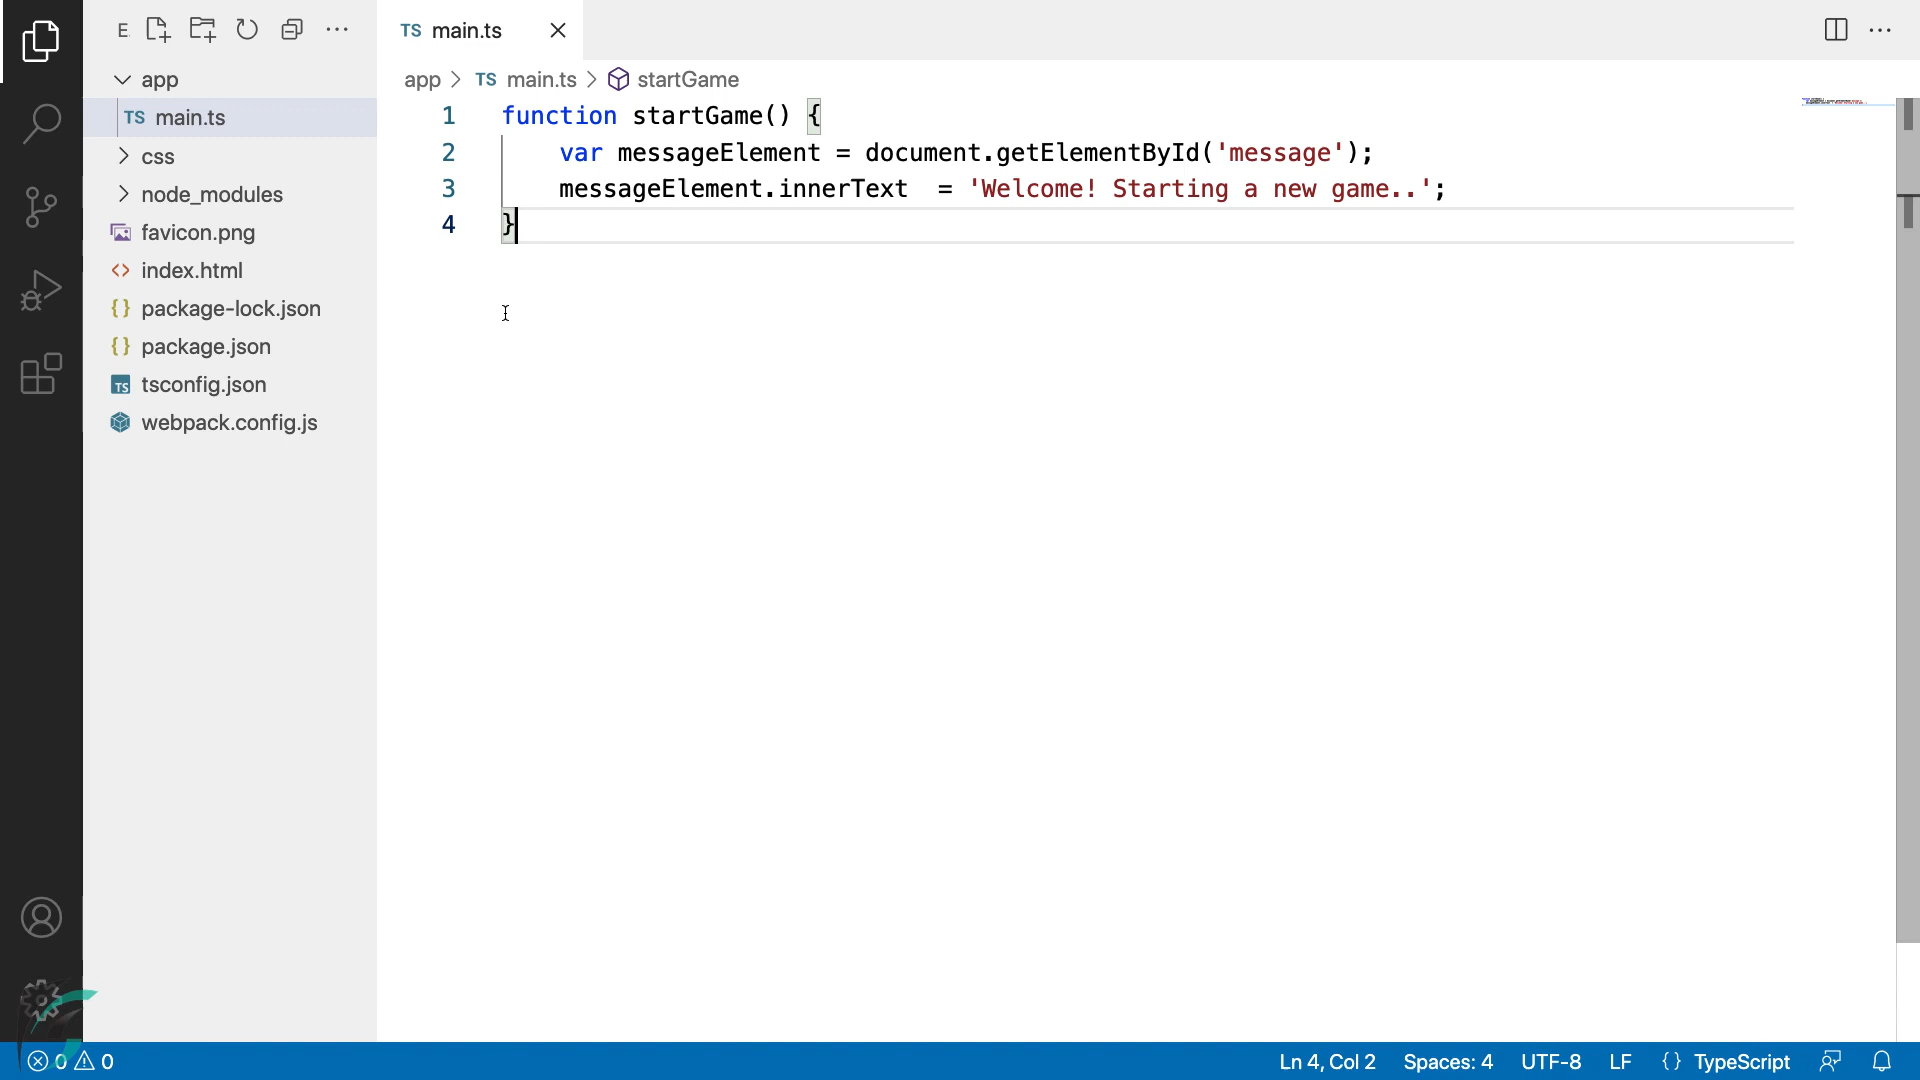 E
TS main.ts
app
TS main.ts
css
node_modules
favicon.png
index.html
package-lock.json
package.json
tsconfig.json
webpack.config.js
app > TS main.ts > startGame
1 function startGame() {
2 var messageElement = document.getElementById('message');
3 messageElement.innerText  = 'Welcome! Starting a new game..';
4 }
0 0 Ln 4, Col 2 Spaces: 4 UTF-8 LF {} TypeScript